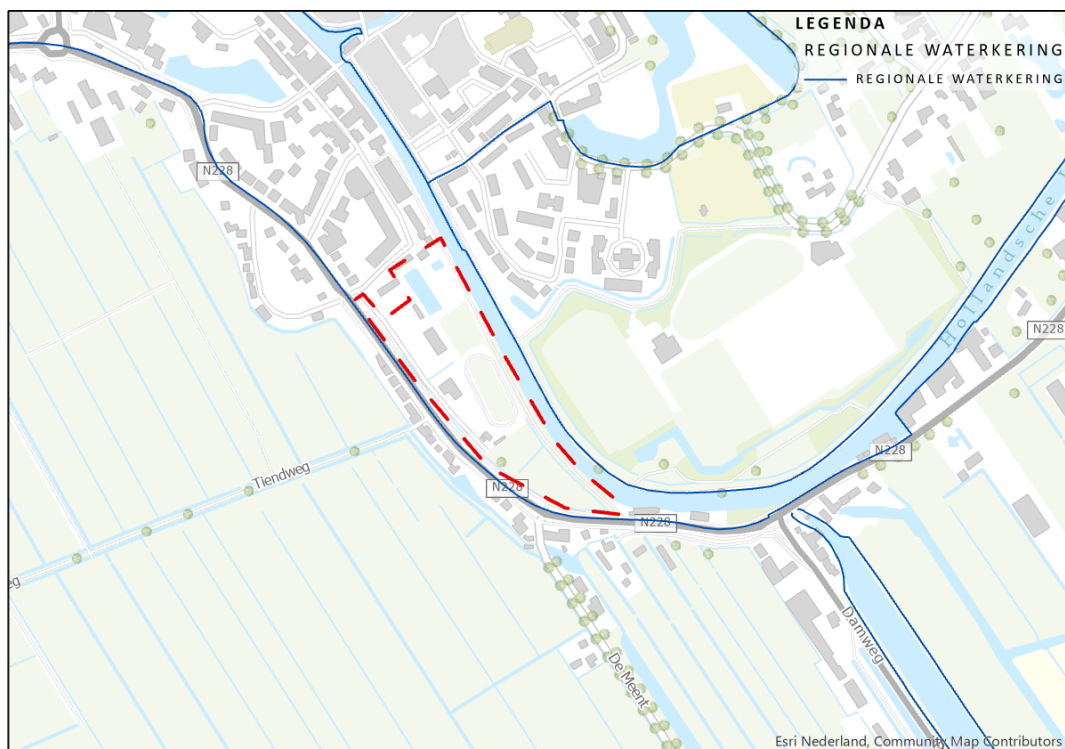 LEGENDA
REGIONALE WATERKERING
REGIONALE WATERKERING
N228
Hollandsche I
N228
N228
Tiendweg
N228
N228
eg
Damweg
De Meent
Esri Nederland, Community Map Contributors